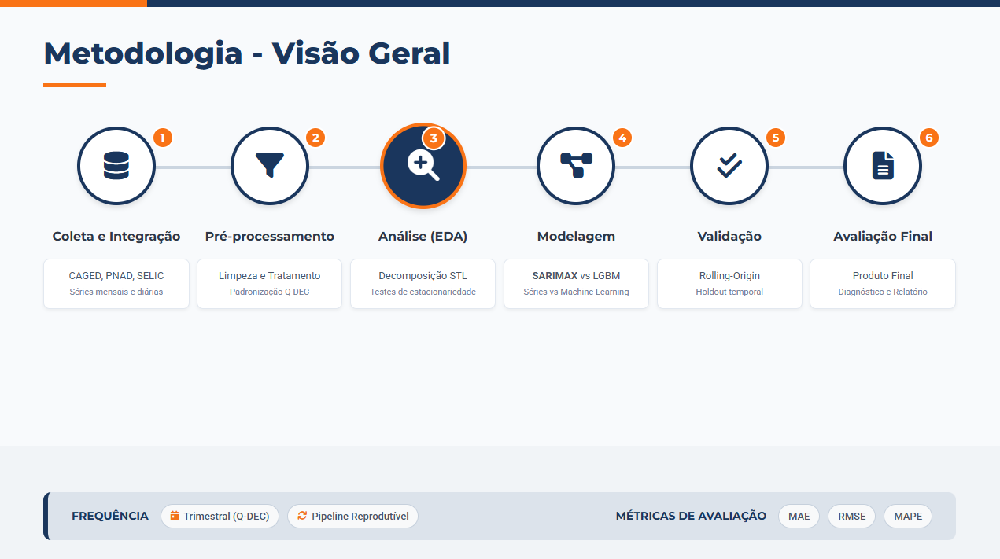 Metodologia - Visão Geral
1
2
3
4
5
6
Coleta e Integração
Pré-processamento
Análise (EDA)
Modelagem
Validação
Avaliação Final
CAGED, PNAD, SELIC
Séries mensais e diárias
Limpeza e Tratamento
Padronização Q-DEC
Decomposição STL
Testes de estacionariedade
SARIMAX vs LGBM
Séries vs Machine Learning
Rolling-Origin
Holdout temporal
Produto Final
Diagnóstico e Relatório
FREQUÊNCIA
Trimestral (Q-DEC)
Pipeline Reprodutível
MÉTRICAS DE AVALIAÇÃO
MAE
RMSE
MAPE